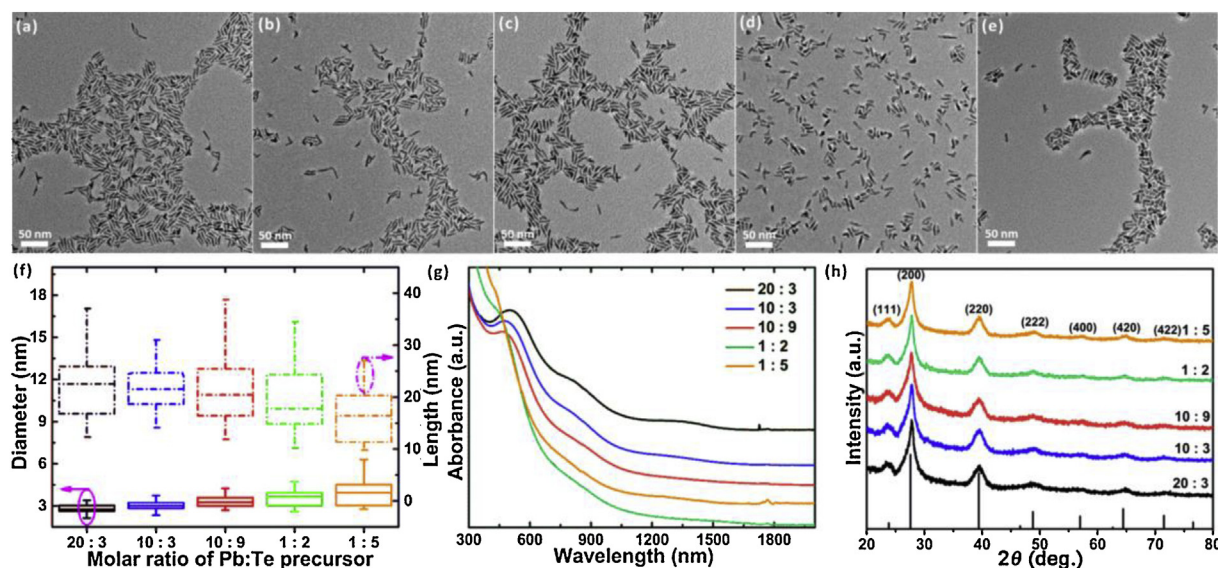 (a)
50 nm
(b)
50 nm
(c)
50 nm
(d)
50 nm
(e)
50 nm
(f)
Diameter (nm)
18
15
12
9
6
3
40
30
20
10
0
Length (nm)
20 : 3
10 : 3
10 : 9
1 : 2
1 : 5
Molar ratio of Pb:Te precursor
(g)
Absorbance (a.u.)
20 : 3
10 : 3
10 : 9
1 : 2
1 : 5
300
600
900
1200
1500
1800
Wavelength (nm)
(h)
Intensity (a.u.)
(111)
(200)
(220)
(222)
(400)
(420)
(422)
1 : 5
1 : 2
10 : 9
10 : 3
20 : 3
20
30
40
50
60
70
80
2θ (deg.)